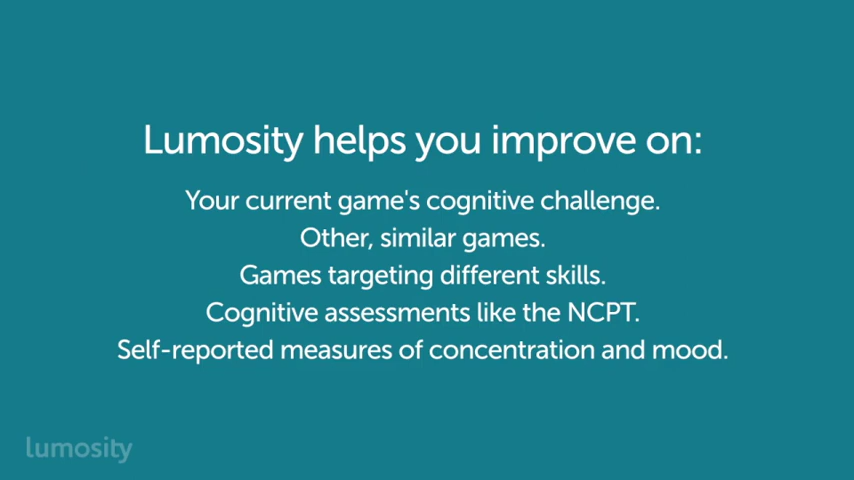 Lumosity helps you improve on:
Your current game's cognitive challenge.
Other, similar games.
Games targeting different skills.
Cognitive assessments like the NCPT.
Self-reported measures of concentration and mood.
lumosity